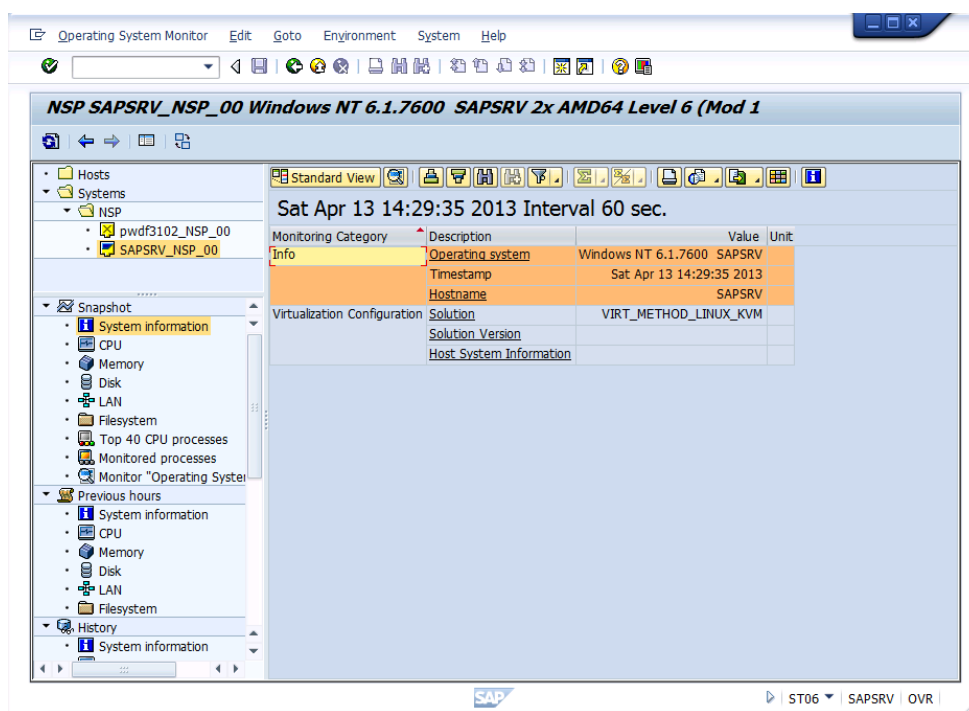 Operating System Monitor Edit Goto Environment System Help
NSP SAPSRV_NSP_00 Windows NT 6.1.7600 SAPSRV 2x AMD64 Level 6 (Mod 1
Hosts
Systems
NSP
pwdf3102_NSP_00
SAPSRV_NSP_00
Snapshot
System information
CPU
Memory
Disk
LAN
Filesystem
Top 40 CPU processes
Monitored processes
Monitor "Operating System
Previous hours
System information
CPU
Memory
Disk
LAN
Filesystem
History
System information
Standard View
Sat Apr 13 14:29:35 2013 Interval 60 sec.
Monitoring Category Description Value Unit
Info Operating system Windows NT 6.1.7600 SAPSRV
Timestamp Sat Apr 13 14:29:35 2013
Hostname SAPSRV
Virtualization Configuration Solution VIRT_METHOD_LINUX_KVM
Solution Version
Host System Information
SAP ST06 SAPSRV OVR